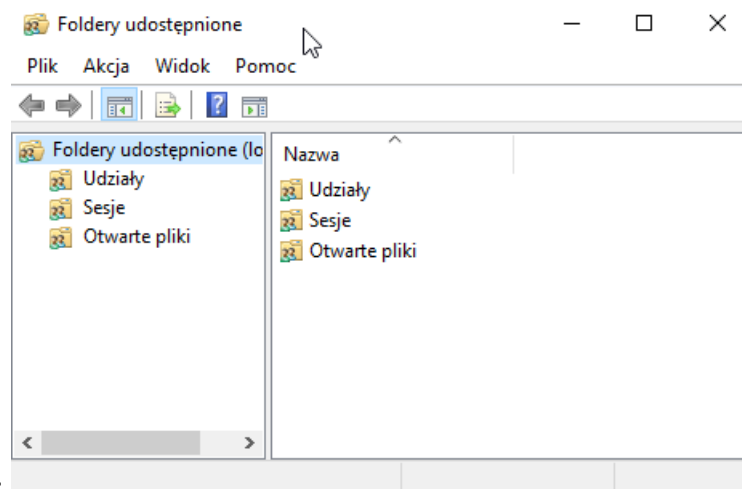 Foldery udostępnione
Plik Akcja Widok Pomoc
Foldery udostępnione (lo
Udziały
Sesje
Otwarte pliki
Nazwa
Udziały
Sesje
Otwarte pliki